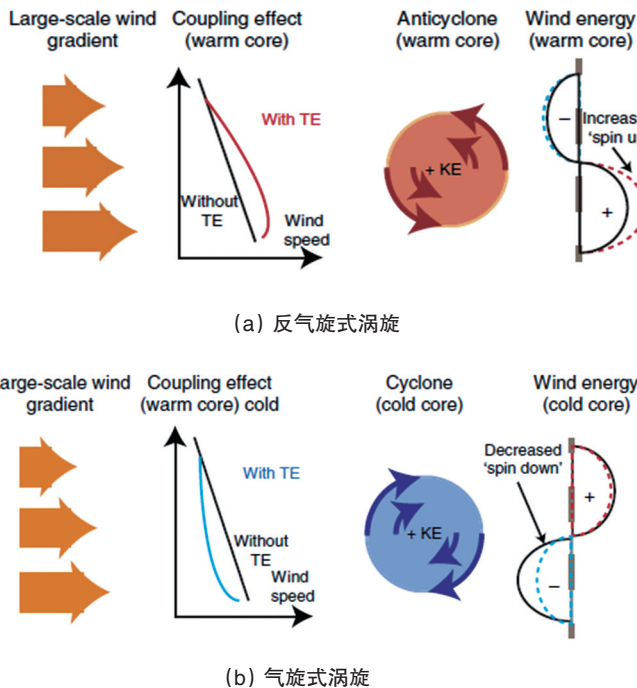 Large-scale wind
gradient
Coupling effect
(warm core)
Anticyclone
(warm core)
Wind energy
(warm core)
With TE
Without
TE
Wind
speed
+ KE
−
Increas
'spin u
+
(a) 反气旋式涡旋
arge-scale wind
gradient
Coupling effect
(warm core) cold
Cyclone
(cold core)
Wind energy
(cold core)
With TE
Without
TE
Wind
speed
+ KE
Decreased
'spin down'
+
−
(b) 气旋式涡旋